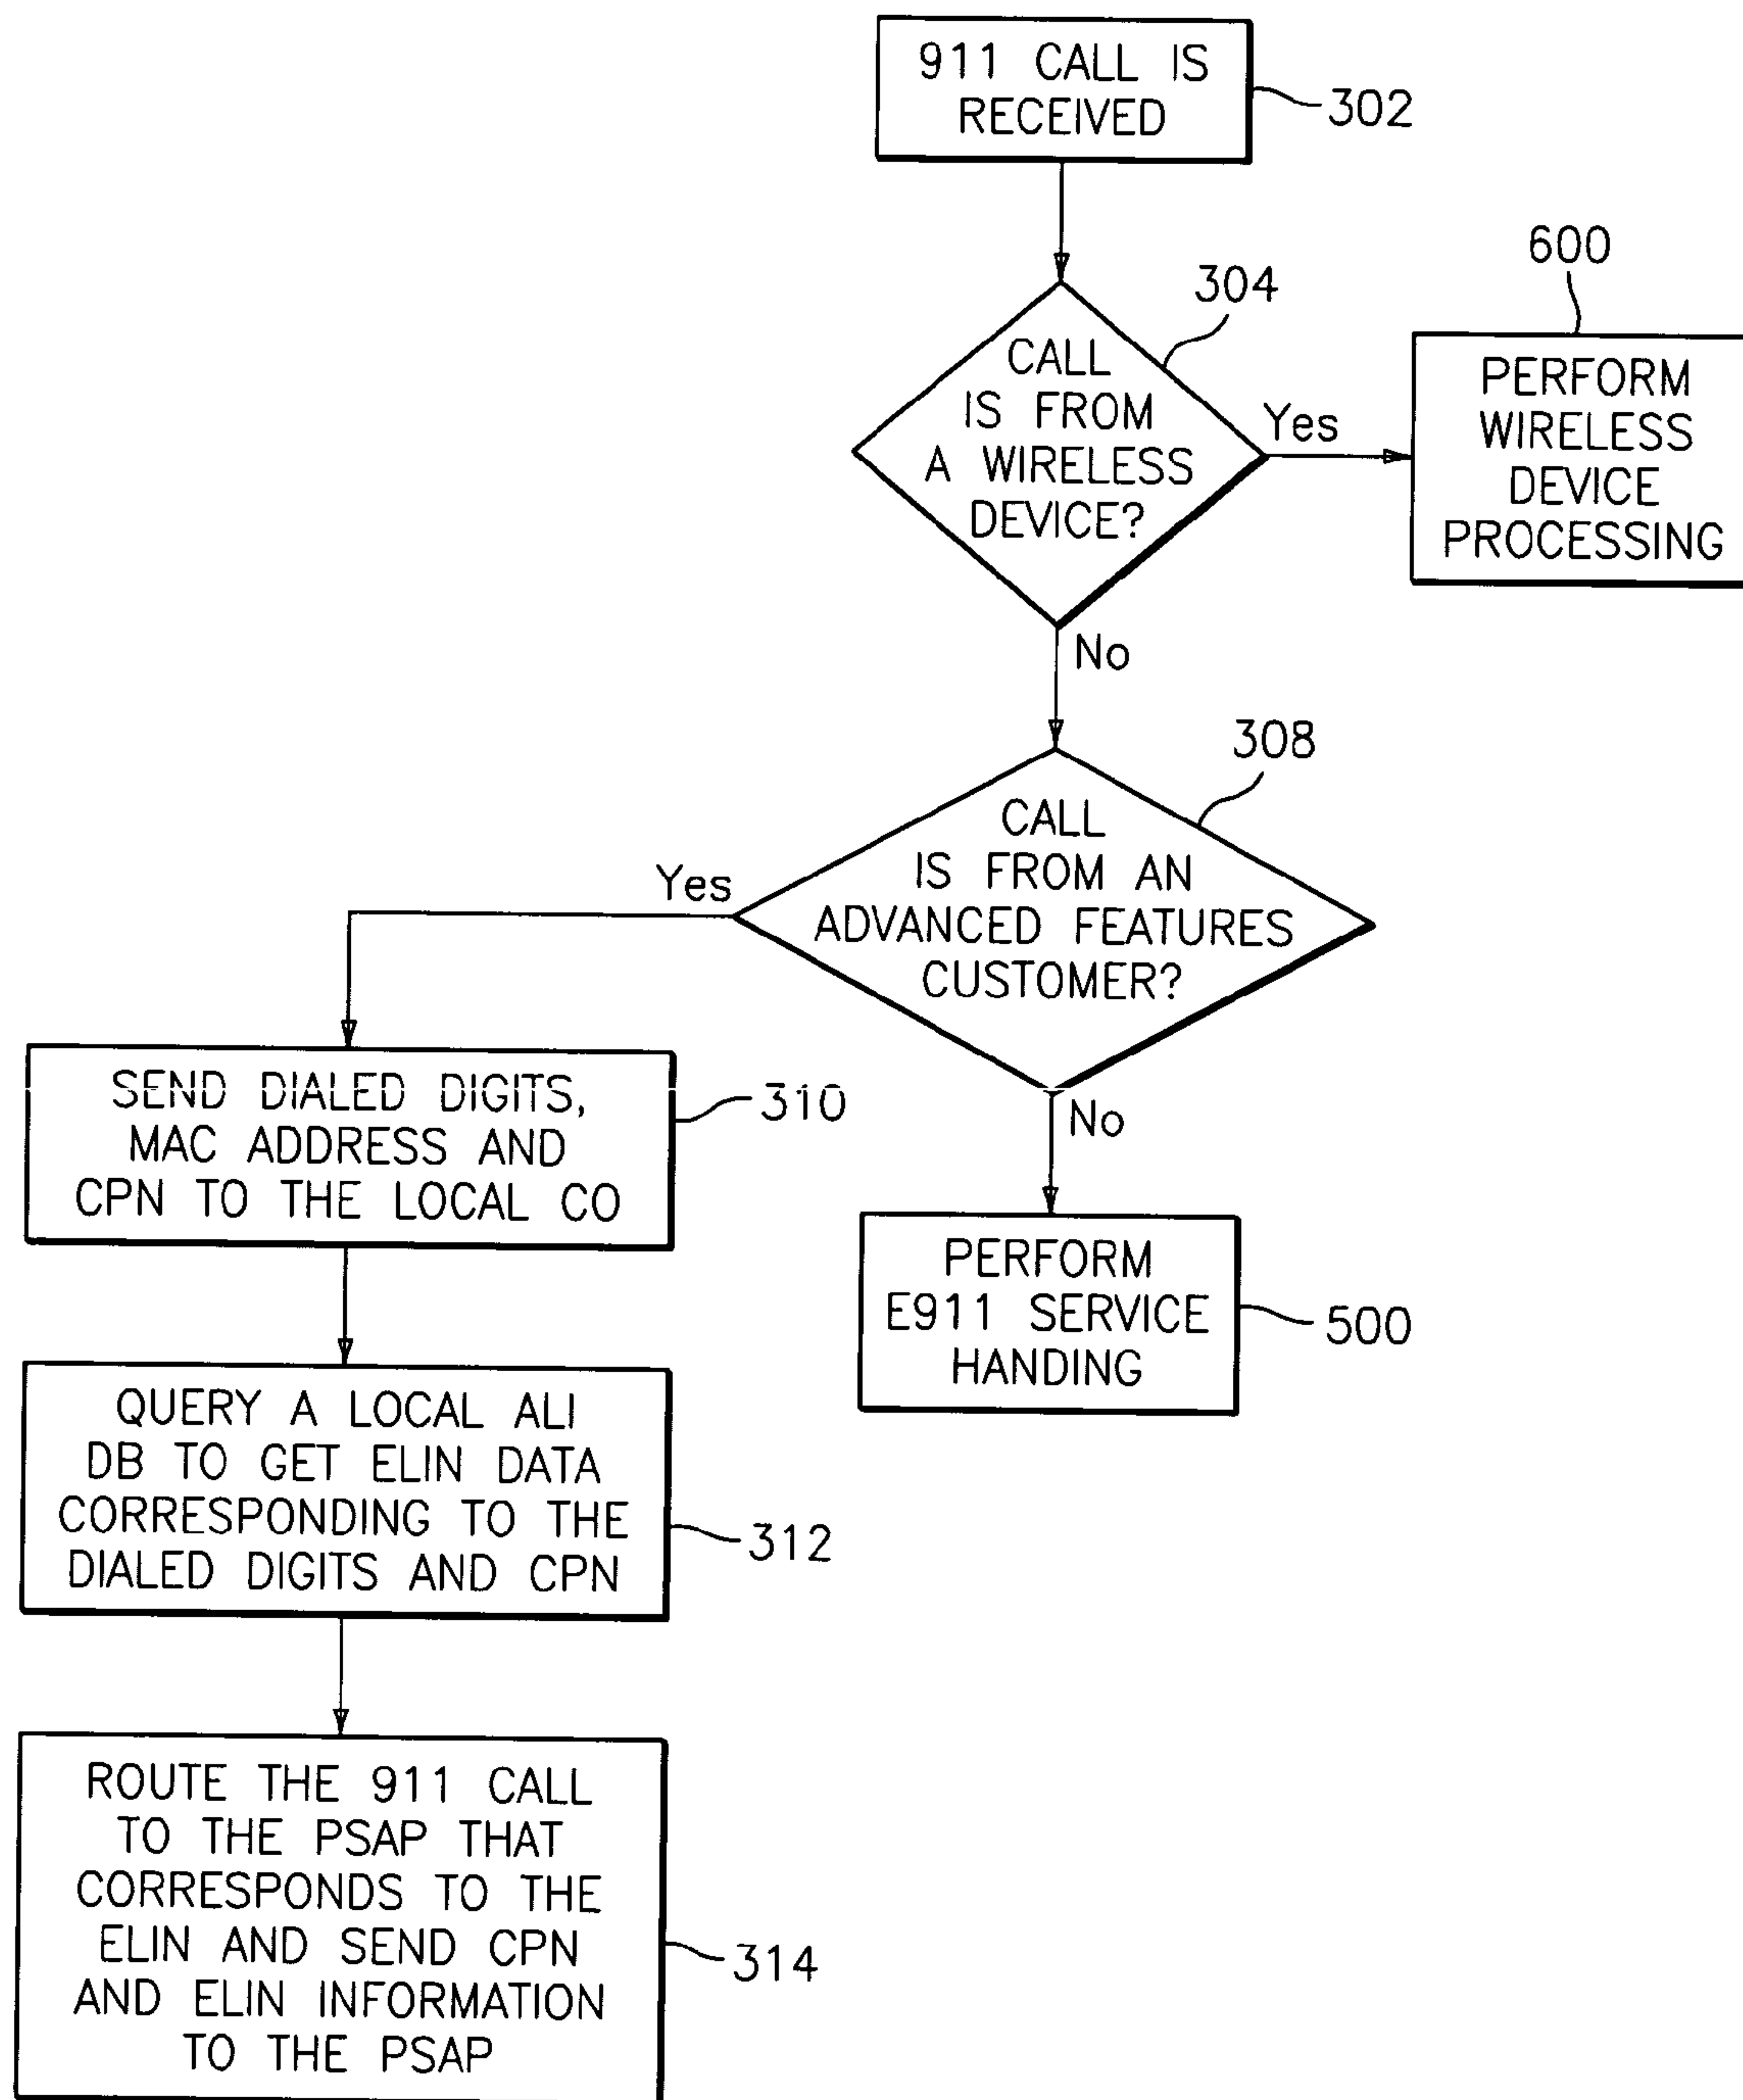 911 CALL IS
RECEIVED
302
600
304
CALL
IS FROM
A WIRELESS
DEVICE?
Yes
PERFORM
WIRELESS
DEVICE
PROCESSING
No
308
CALL
IS FROM AN
ADVANCED FEATURES
CUSTOMER?
Yes
No
SEND DIALED DIGITS,
MAC ADDRESS AND
CPN TO THE LOCAL CO
310
PERFORM
E911 SERVICE
HANDING
500
QUERY A LOCAL ALI
DB TO GET ELIN DATA
CORRESPONDING TO THE
DIALED DIGITS AND CPN
312
ROUTE THE 911 CALL
TO THE PSAP THAT
CORRESPONDS TO THE
ELIN AND SEND CPN
AND ELIN INFORMATION
TO THE PSAP
314